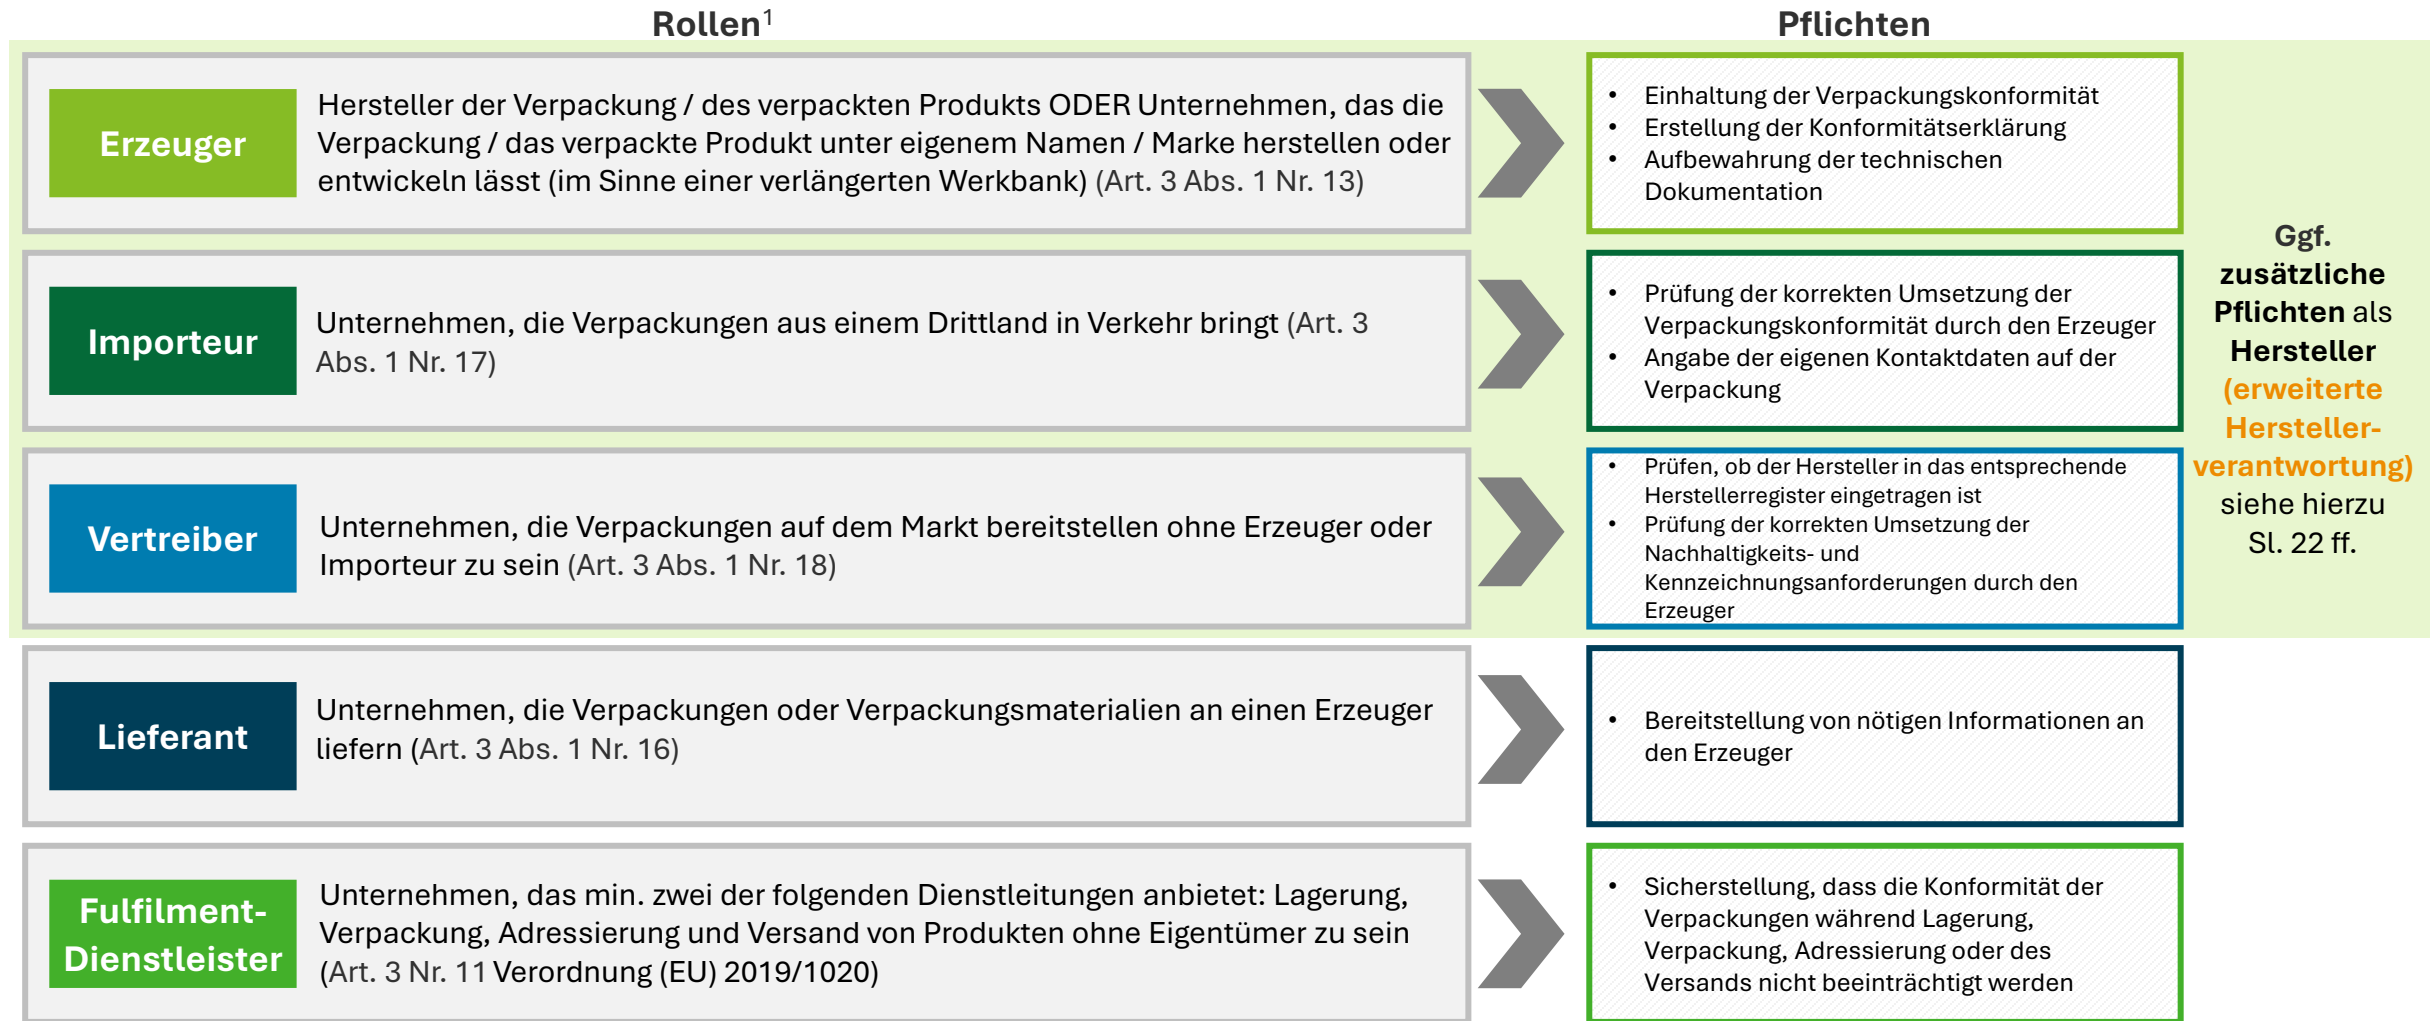 Rollen¹
Pflichten
Erzeuger
Hersteller der Verpackung / des verpackten Produkts ODER Unternehmen, das die
Verpackung / das verpackte Produkt unter eigenem Namen / Marke herstellen oder
entwickeln lässt (im Sinne einer verlängerten Werkbank) (Art. 3 Abs. 1 Nr. 13)
• Einhaltung der Verpackungskonformität
• Erstellung der Konformitätserklärung
• Aufbewahrung der technischen
Dokumentation
Importeur
Unternehmen, die Verpackungen aus einem Drittland in Verkehr bringt (Art. 3
Abs. 1 Nr. 17)
• Prüfung der korrekten Umsetzung der
Verpackungskonformität durch den Erzeuger
• Angabe der eigenen Kontaktdaten auf der
Verpackung
Vertreiber
Unternehmen, die Verpackungen auf dem Markt bereitstellen ohne Erzeuger oder
Importeur zu sein (Art. 3 Abs. 1 Nr. 18)
• Prüfen, ob der Hersteller in das entsprechende
Herstellerregister eingetragen ist
• Prüfung der korrekten Umsetzung der
Nachhaltigkeits- und
Kennzeichnungsanforderungen durch den
Erzeuger
Ggf.
zusätzliche
Pflichten als
Hersteller
(erweiterte
Hersteller-
verantwortung)
siehe hierzu
Sl. 22 ff.
Lieferant
Unternehmen, die Verpackungen oder Verpackungsmaterialien an einen Erzeuger
liefern (Art. 3 Abs. 1 Nr. 16)
• Bereitstellung von nötigen Informationen an
den Erzeuger
Fulfilment-
Dienstleister
Unternehmen, das min. zwei der folgenden Dienstleitungen anbietet: Lagerung,
Verpackung, Adressierung und Versand von Produkten ohne Eigentümer zu sein
(Art. 3 Nr. 11 Verordnung (EU) 2019/1020)
• Sicherstellung, dass die Konformität der
Verpackungen während Lagerung,
Verpackung, Adressierung oder des
Versands nicht beeinträchtigt werden